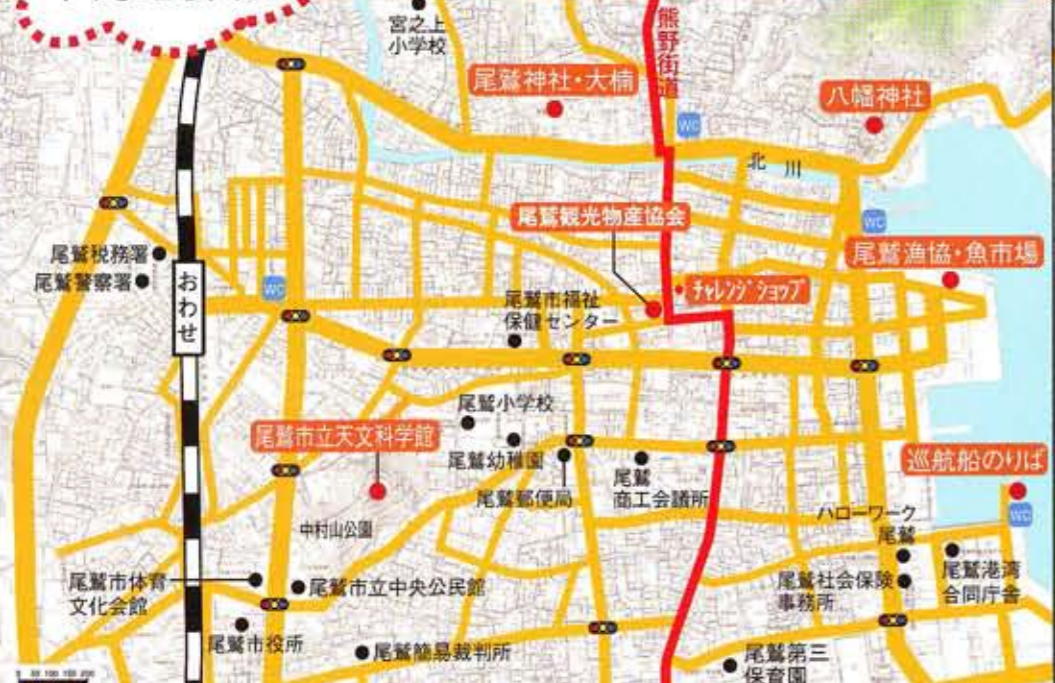 宮之上
小学校
熊野街道
尾鷲神社・大楠
八幡神社
WC
北川
尾鷲観光物産協会
WC
尾鷲税務署
尾鷲警察署
尾鷲漁協・魚市場
おわせ
WC
チャレンジショップ
尾鷲市福祉
保健センター
尾鷲小学校
尾鷲市立天文科学館
尾鷲幼稚園
尾鷲郵便局
尾鷲
商工会議所
巡航船のりば
WC
中村山公園
ハローワーク
尾鷲
尾鷲市体育
文化会館
尾鷲市立中央公民館
尾鷲社会保険
事務所
尾鷲港湾
合同庁舎
尾鷲市役所
尾鷲簡易裁判所
尾鷲第三
保育園